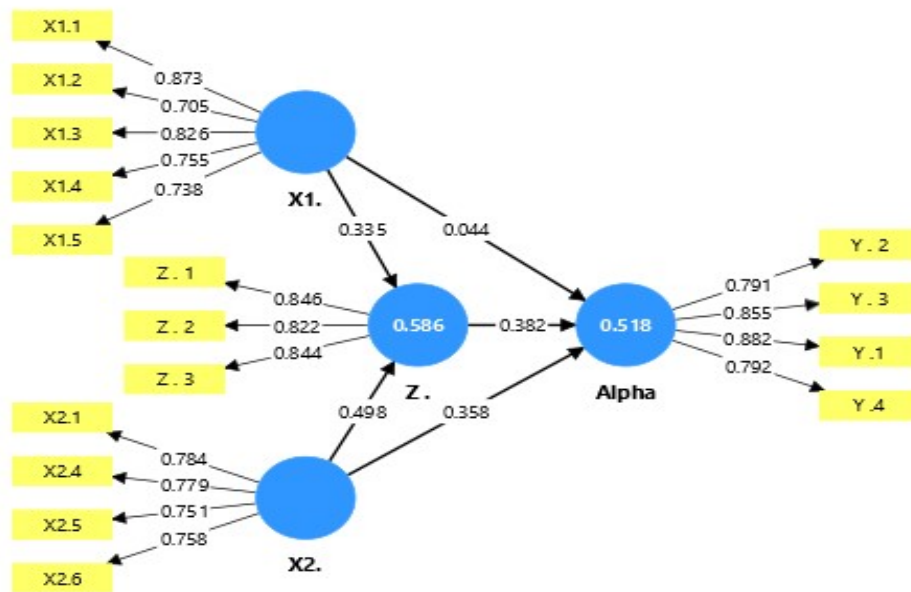 X1.1
X1.2
X1.3
X1.4
X1.5
0.873
0.705
0.826
0.755
0.738
X1.
0.335
0.044
Z . 1
Z . 2
Z . 3
0.846
0.822
0.844
0.586
Z .
0.382
0.518
Alpha
0.791
0.855
0.882
0.792
Y . 2
Y . 3
Y .1
Y .4
0.498
0.358
X2.1
X2.4
X2.5
X2.6
0.784
0.779
0.751
0.758
X2.